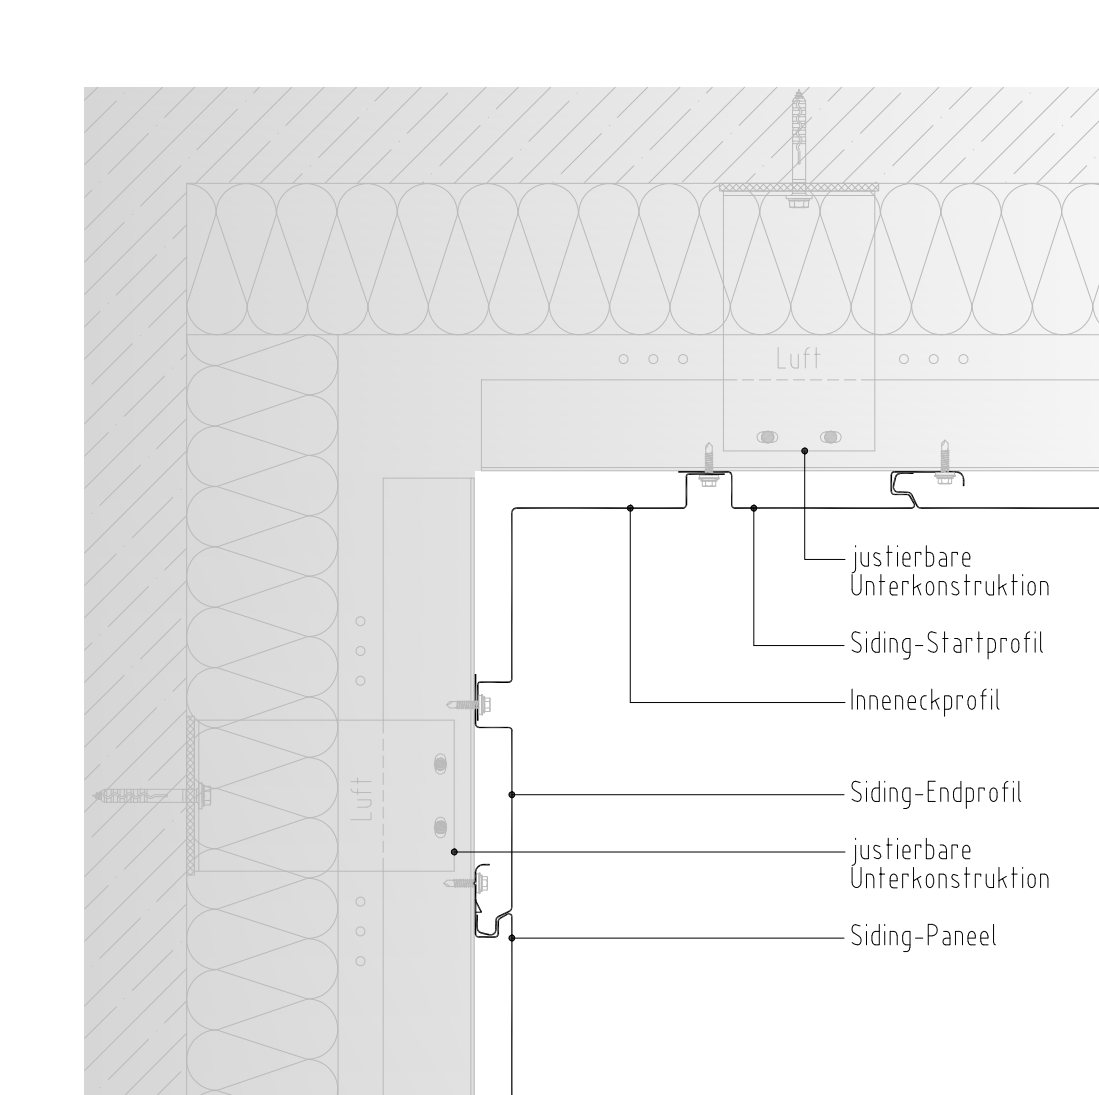 Luft
justierbare
Unterkonstruktion
Siding-Startprofil
Inneneckprofil
Luft
Siding-Endprofil
justierbare
Unterkonstruktion
Siding-Paneel